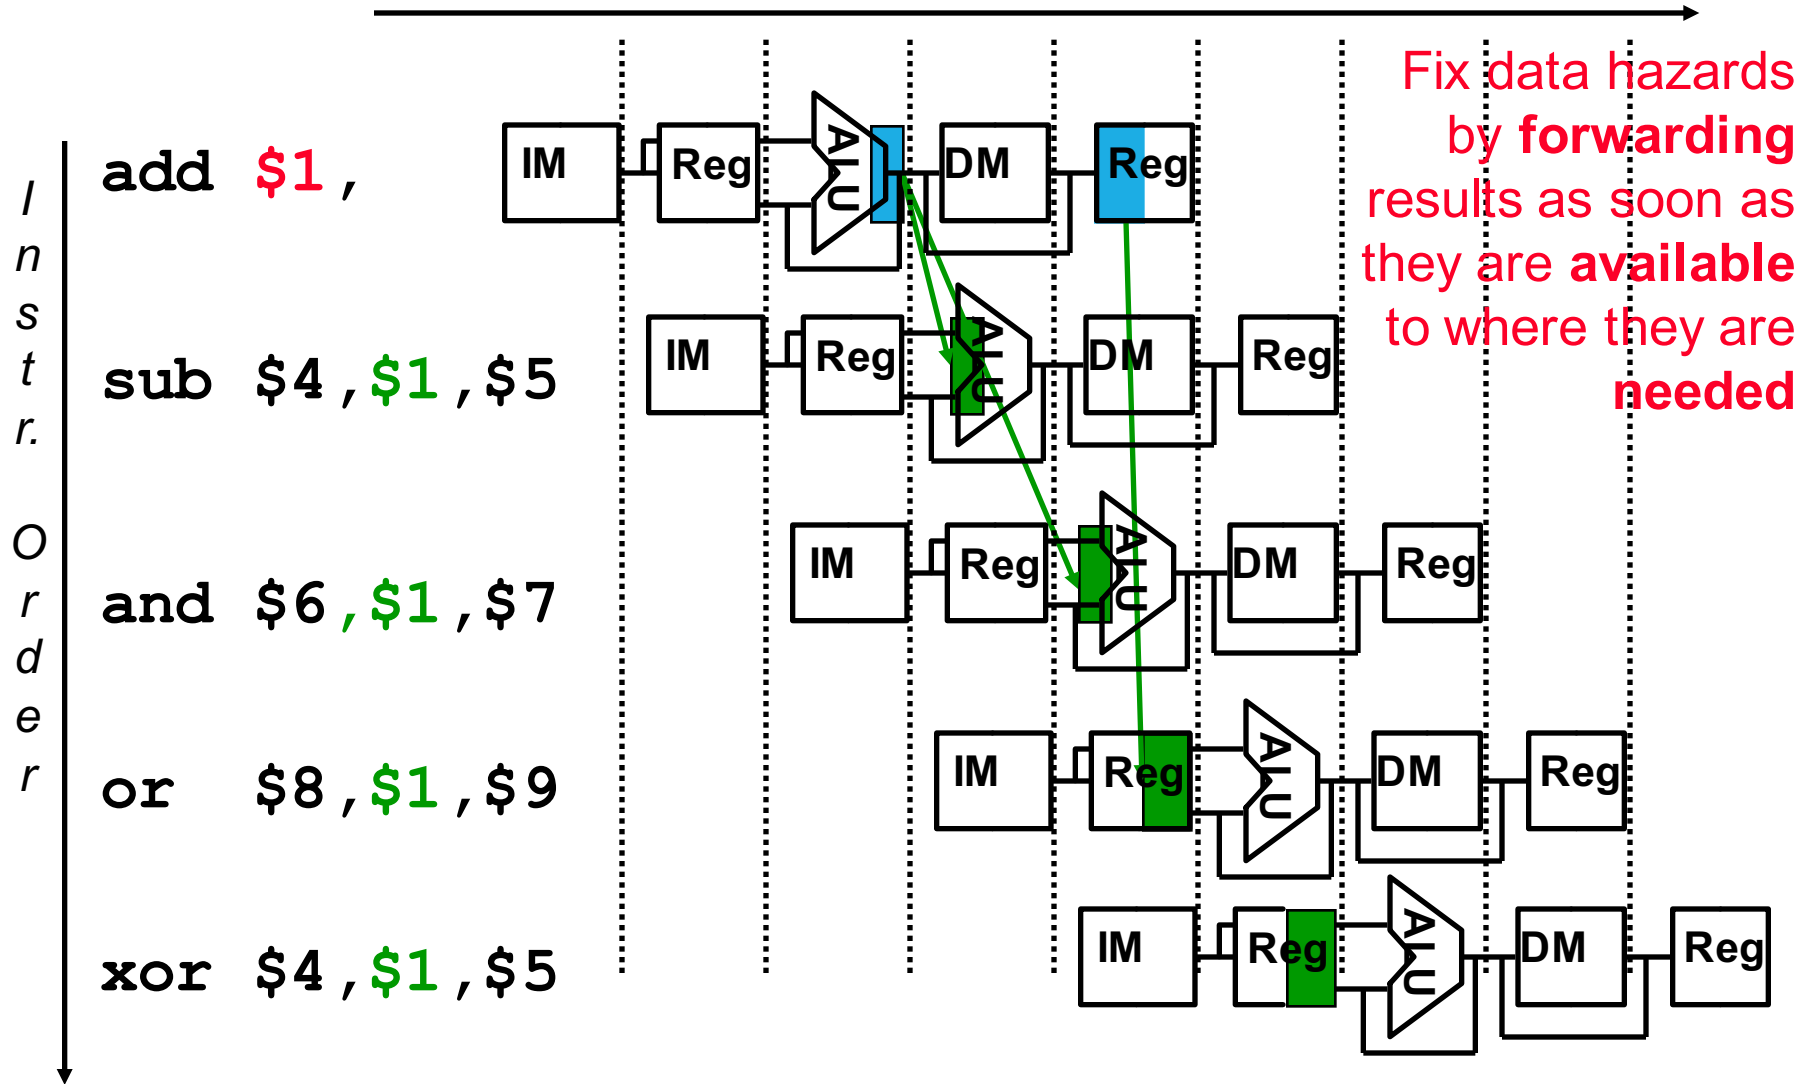 Fix data hazards
by forwarding
results as soon as
they are available
to where they are
needed
Instr. Order
add $1,
IM Reg ALU DM Reg
sub $4,$1,$5
IM Reg ALU DM Reg
and $6,$1,$7
IM Reg ALU DM Reg
or $8,$1,$9
IM Reg ALU DM Reg
xor $4,$1,$5
IM Reg ALU DM Reg